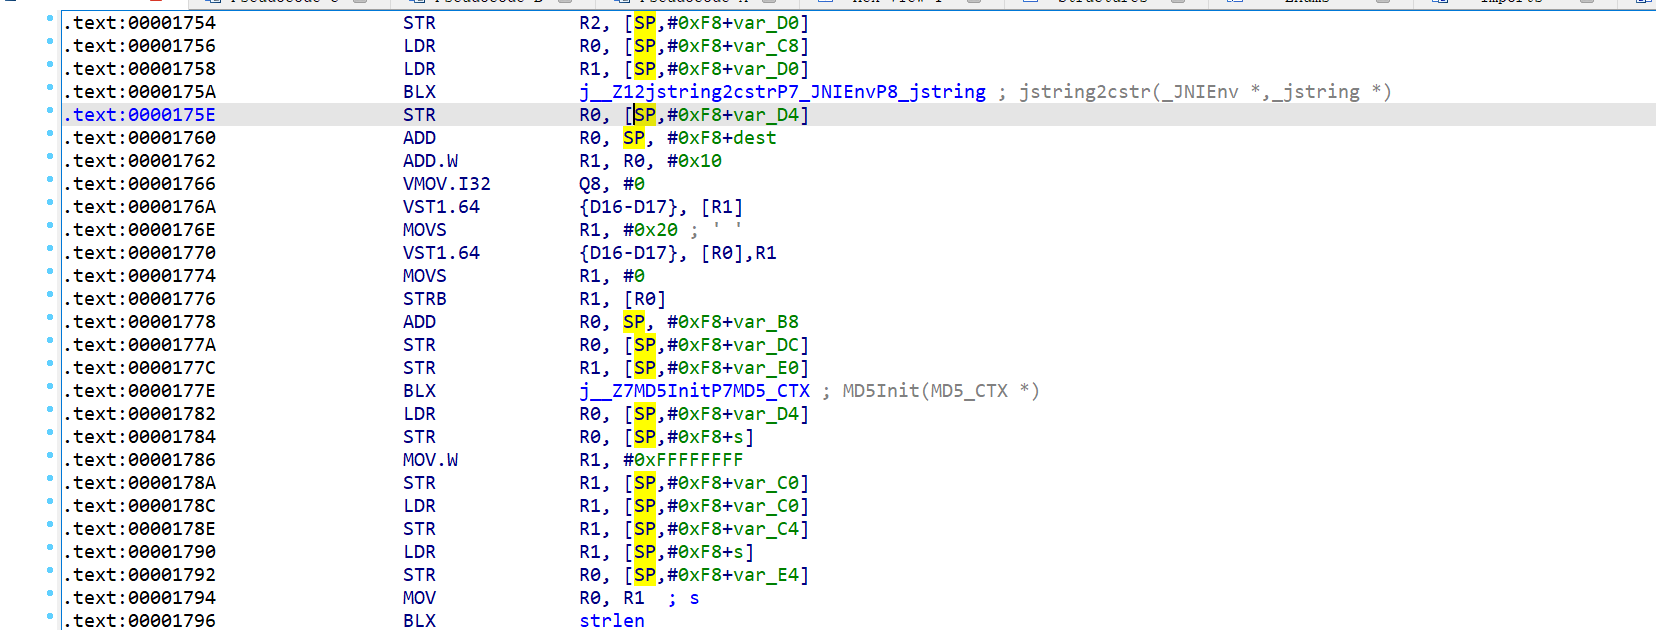 .text:00001754 STR R2, [SP,#0xF8+var_D0]
.text:00001756 LDR R0, [SP,#0xF8+var_C8]
.text:00001758 LDR R1, [SP,#0xF8+var_D0]
.text:0000175A BLX j__Z12jstring2cstrP7_JNIEnvP8_jstring ; jstring2cstr(_JNIEnv *,_jstring *)
.text:0000175E STR R0, [SP,#0xF8+var_D4]
.text:00001760 ADD R0, SP, #0xF8+dest
.text:00001762 ADD.W R1, R0, #0x10
.text:00001766 VMOV.I32 Q8, #0
.text:0000176A VST1.64 {D16-D17}, [R1]
.text:0000176E MOVS R1, #0x20 ; ' '
.text:00001770 VST1.64 {D16-D17}, [R0],R1
.text:00001774 MOVS R1, #0
.text:00001776 STRB R1, [R0]
.text:00001778 ADD R0, SP, #0xF8+var_B8
.text:0000177A STR R0, [SP,#0xF8+var_DC]
.text:0000177C STR R1, [SP,#0xF8+var_E0]
.text:0000177E BLX j__Z7MD5InitP7MD5_CTX ; MD5Init(MD5_CTX *)
.text:00001782 LDR R0, [SP,#0xF8+var_D4]
.text:00001784 STR R0, [SP,#0xF8+s]
.text:00001786 MOV.W R1, #0xFFFFFFFF
.text:0000178A STR R1, [SP,#0xF8+var_C0]
.text:0000178C LDR R1, [SP,#0xF8+var_C0]
.text:0000178E STR R1, [SP,#0xF8+var_C4]
.text:00001790 LDR R1, [SP,#0xF8+s]
.text:00001792 STR R0, [SP,#0xF8+var_E4]
.text:00001794 MOV R0, R1 ; s
.text:00001796 BLX strlen